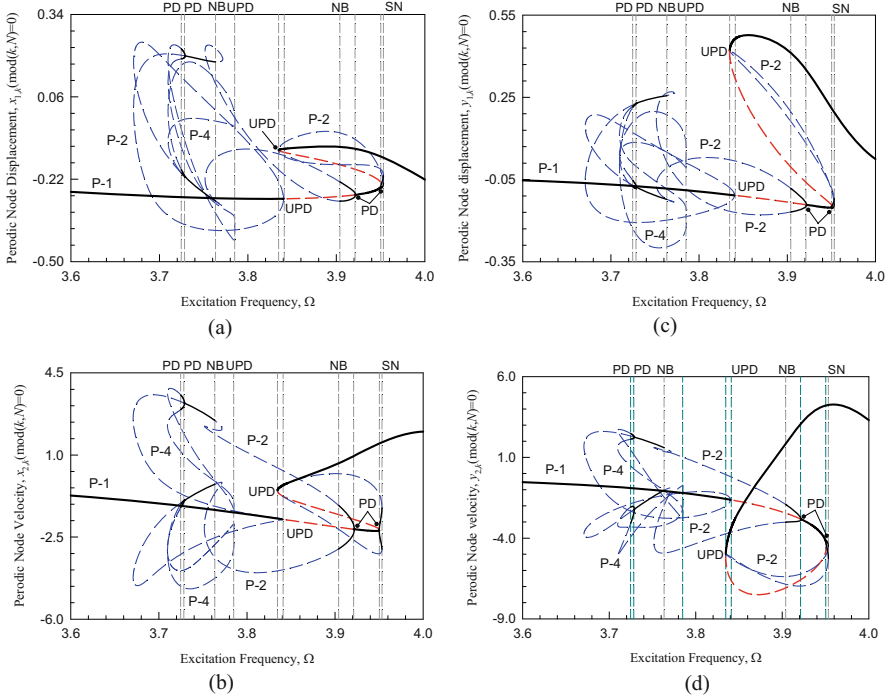 PD PD NB UPD NB SN
0.34
0.06
-0.22
-0.50
Perodic Node Displacement, x1,k(mod(k,N)=0)
P-2
P-4
UPD
P-2
P-1
UPD
PD
3.6 3.7 3.8 3.9 4.0
Excitation Frequency, Ω
(a)
PD PD NB UPD NB SN
0.55
0.25
-0.05
-0.35
Perodic Node displacement, y1,k(mod(k,N)=0)
UPD
P-2
P-2
P-1
UPD
P-4
P-2
PD
3.6 3.7 3.8 3.9 4.0
Excitation Frequency, Ω
(c)
PD PD NB UPD NB SN
4.5
1.0
-2.5
-6.0
Perodic Node Velocity, x2,k(mod(k,N)=0)
P-2
P-4
P-1
UPD
PD
UPD
P-2
P-4
3.6 3.7 3.8 3.9 4.0
Excitation Frequency, Ω
(b)
PD PD NB UPD NB SN
6.0
1.0
-4.0
-9.0
Perodic Node velocity, y2,k(mod(k,N)=0)
P-2
P-4
P-1
PD
P-2
UPD
P-2
P-4
3.6 3.7 3.8 3.9 4.0
Excitation Frequency, Ω
(d)